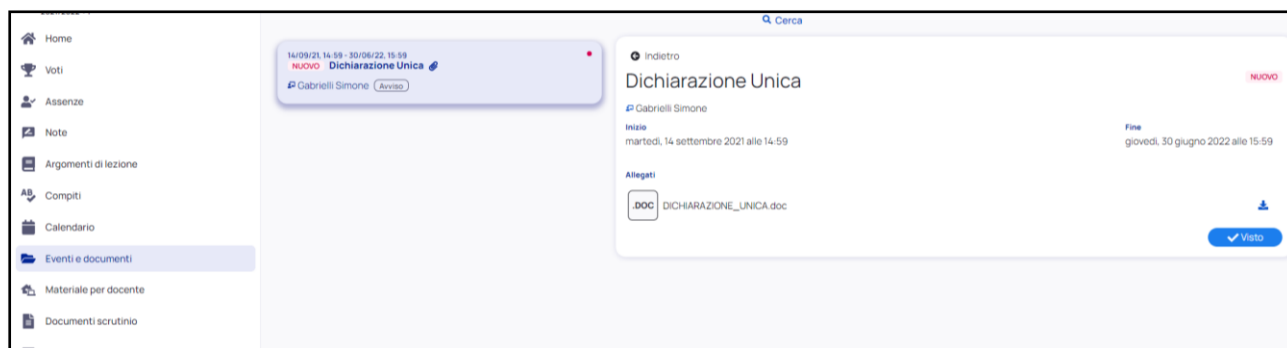 Cerca
Home
Voti
Assenze
Note
Argomenti di lezione
AB
Compiti
Calendario
Eventi e documenti
Materiale per docente
Documenti scrutinio
14/09/21, 14:59 - 30/06/22, 15:59
NUOVO Dichiarazione Unica
Gabrielli Simone Avviso
Indietro
Dichiarazione Unica
NUOVO
Gabrielli Simone
Inizio
martedì, 14 settembre 2021 alle 14:59
Fine
giovedì, 30 giugno 2022 alle 15:59
Allegati
.DOC DICHIARAZIONE_UNICA.doc
Visto